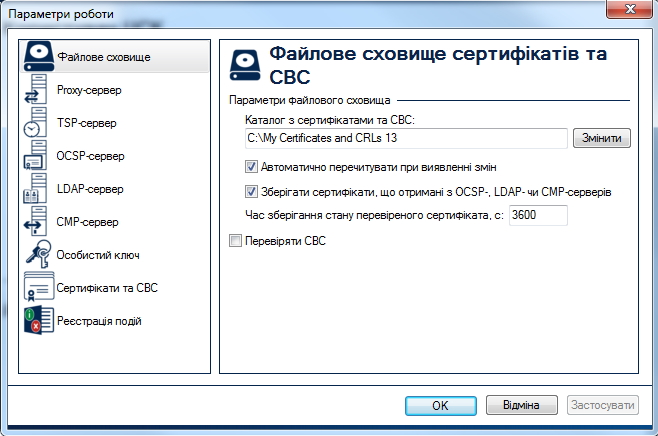 Параметри роботи
Файлове сховище
Proxy-сервер
TSP-сервер
OCSP-сервер
LDAP-сервер
CMP-сервер
Особистий ключ
Сертифікати та СВС
Реєстрація подій
Файлове сховище сертифікатів та
СВС
Параметри файлового сховища
Каталог з сертифікатами та СВС:
C:\My Certificates and CRLs 13
Змінити
Автоматично перечитувати при виявленні змін
Зберігати сертифікати, що отримані з OCSP-, LDAP- чи CMP-серверів
Час зберігання стану перевіреного сертифіката, с:
3600
Перевіряти СВС
OK
Відміна
Застосувати